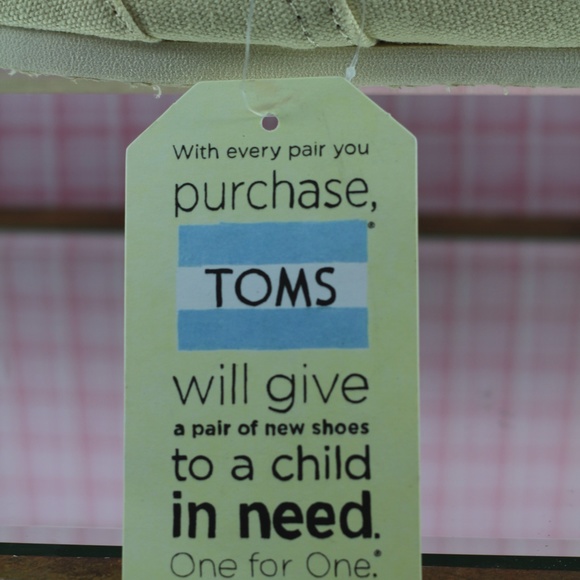 With every pair you
purchase,
TOMS®
will give
a pair of new shoes
to a child
in need.
One for One.®